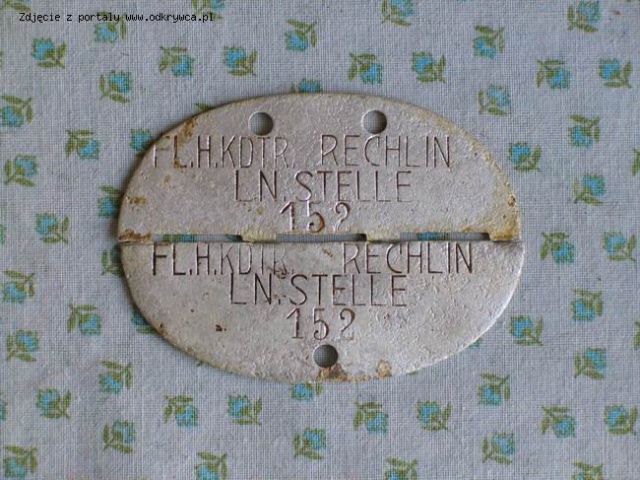 Zdjęcie z portalu www.odkrywca.pl
FL.H.KDTR. RECHLIN
LN.STELLE
152
FL.H.KDTR. RECHLIN
LN.STELLE
152